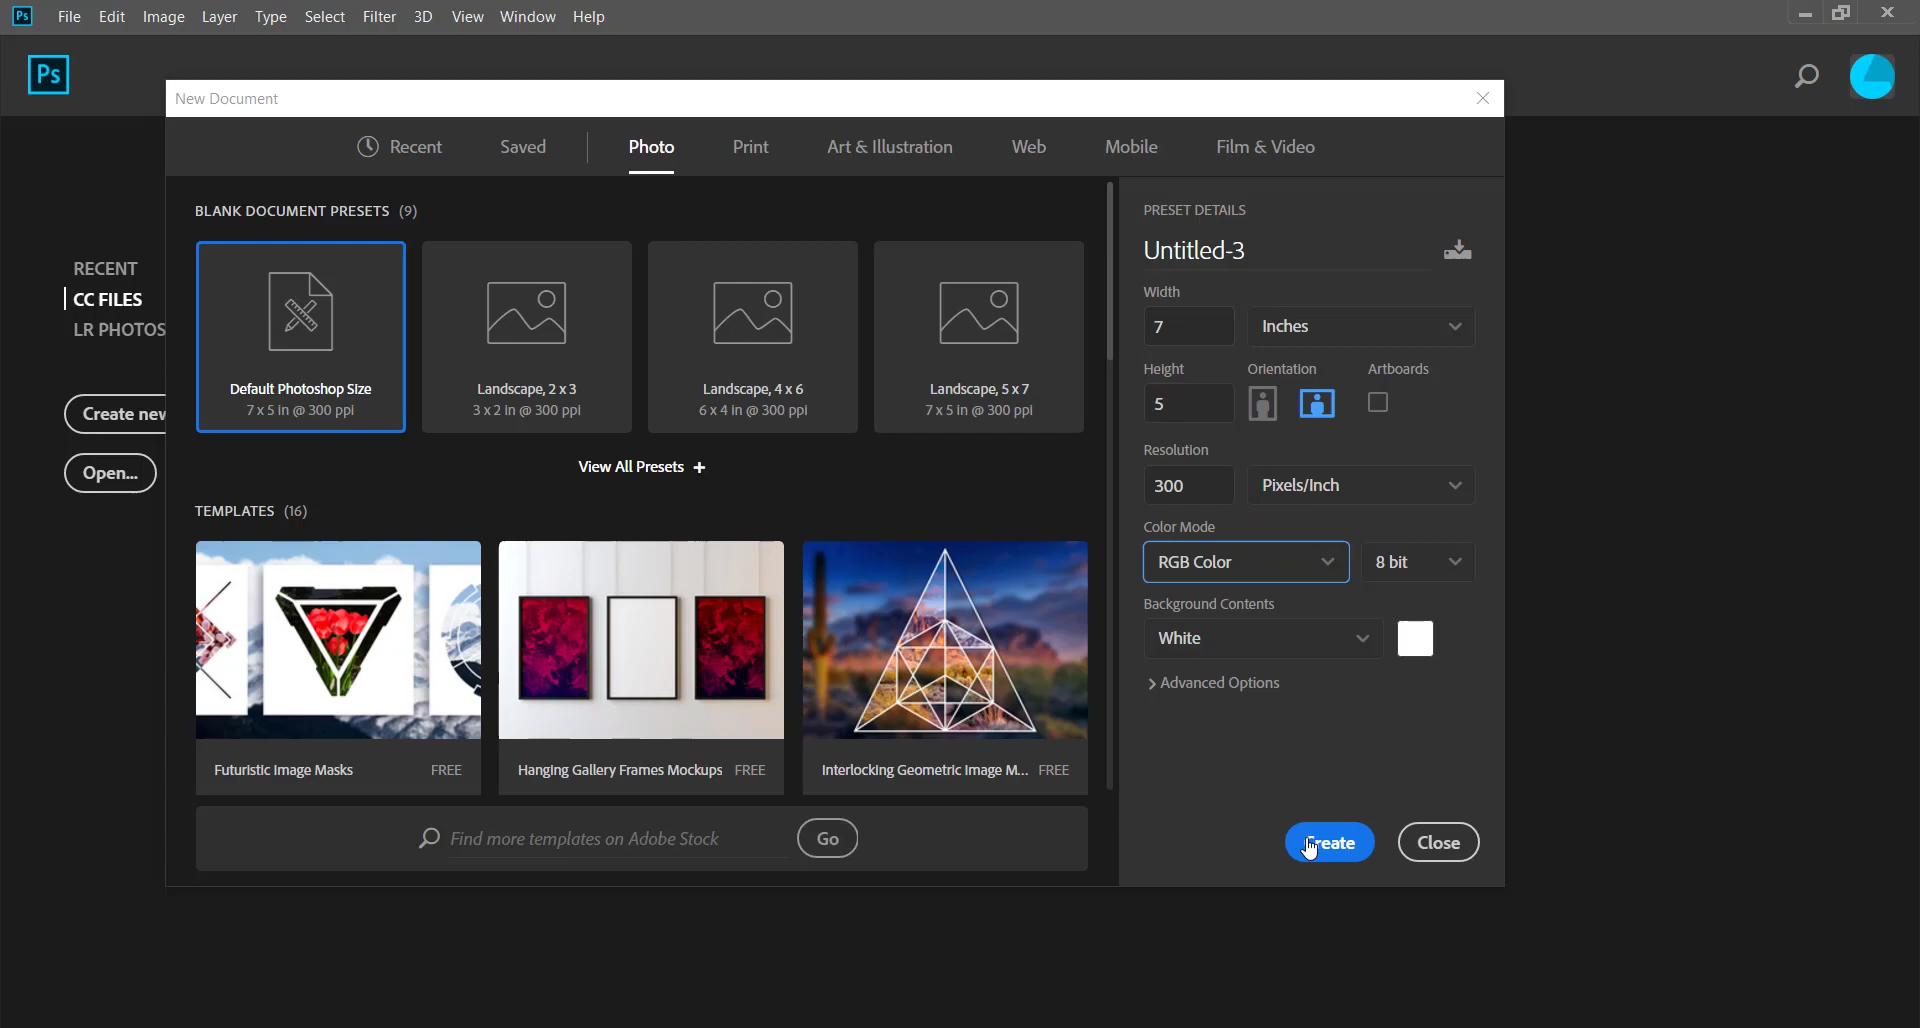 Ps File Edit Image Layer Type Select Filter 3D View Window Help
Ps
New Document
Recent Saved Photo Print Art & Illustration Web Mobile Film & Video
RECENT
CC FILES
LR PHOTOS
Create new
Open...
BLANK DOCUMENT PRESETS (9)
Default Photoshop Size
7 x 5 in @ 300 ppi
Landscape, 2 x 3
3 x 2 in @ 300 ppi
Landscape, 4 x 6
6 x 4 in @ 300 ppi
Landscape, 5 x 7
7 x 5 in @ 300 ppi
View All Presets +
TEMPLATES (16)
Futuristic Image Masks FREE
Hanging Gallery Frames Mockups FREE
Interlocking Geometric Image M... FREE
Find more templates on Adobe Stock Go
PRESET DETAILS
Untitled-3
Width
7 Inches
Height Orientation Artboards
5
Resolution
300 Pixels/Inch
Color Mode
RGB Color 8 bit
Background Contents
White
Advanced Options
Create Close